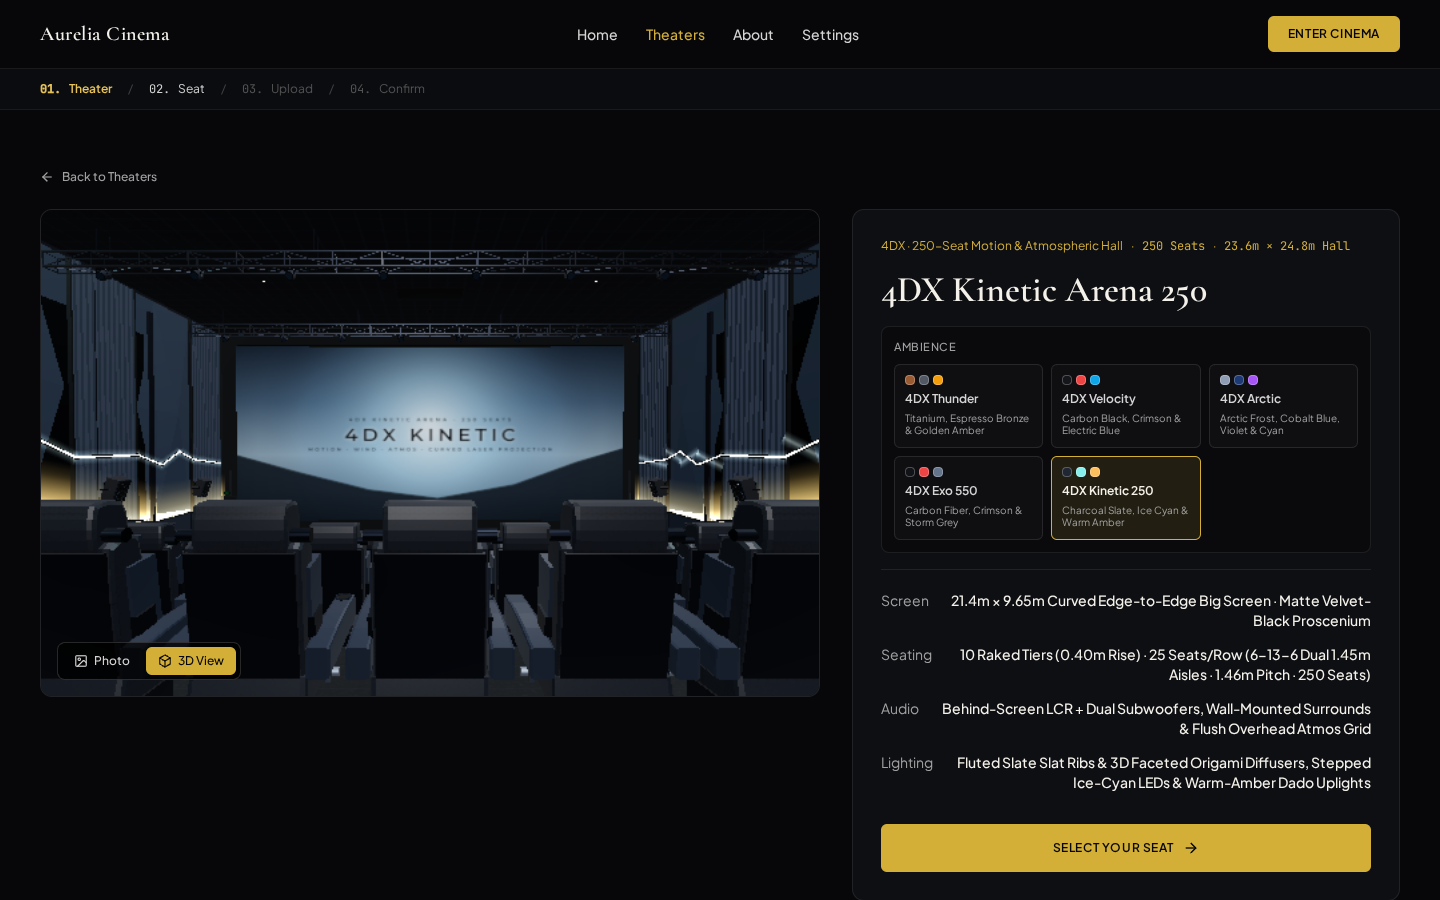 Aurelia Cinema
Home
Theaters
About
Settings
ENTER CINEMA
01. Theater / 02. Seat / 03. Upload / 04. Confirm
Back to Theaters
4DX KINETIC
Photo
3D View
4DX · 250-Seat Motion & Atmospheric Hall · 250 Seats · 23.6m × 24.8m Hall
4DX Kinetic Arena 250
AMBIENCE
4DX Thunder
Titanium, Espresso Bronze
& Golden Amber
4DX Velocity
Carbon Black, Crimson &
Electric Blue
4DX Arctic
Arctic Frost, Cobalt Blue,
Violet & Cyan
4DX Exo 550
Carbon Fiber, Crimson &
Storm Grey
4DX Kinetic 250
Charcoal Slate, Ice Cyan &
Warm Amber
Screen
21.4m × 9.65m Curved Edge-to-Edge Big Screen · Matte Velvet-
Black Proscenium
Seating
10 Raked Tiers (0.40m Rise) · 25 Seats/Row (6–13–6 Dual 1.45m
Aisles · 1.46m Pitch · 250 Seats)
Audio
Behind-Screen LCR + Dual Subwoofers, Wall-Mounted Surrounds
& Flush Overhead Atmos Grid
Lighting
Fluted Slate Slat Ribs & 3D Faceted Origami Diffusers, Stepped
Ice-Cyan LEDs & Warm-Amber Dado Uplights
SELECT YOUR SEAT